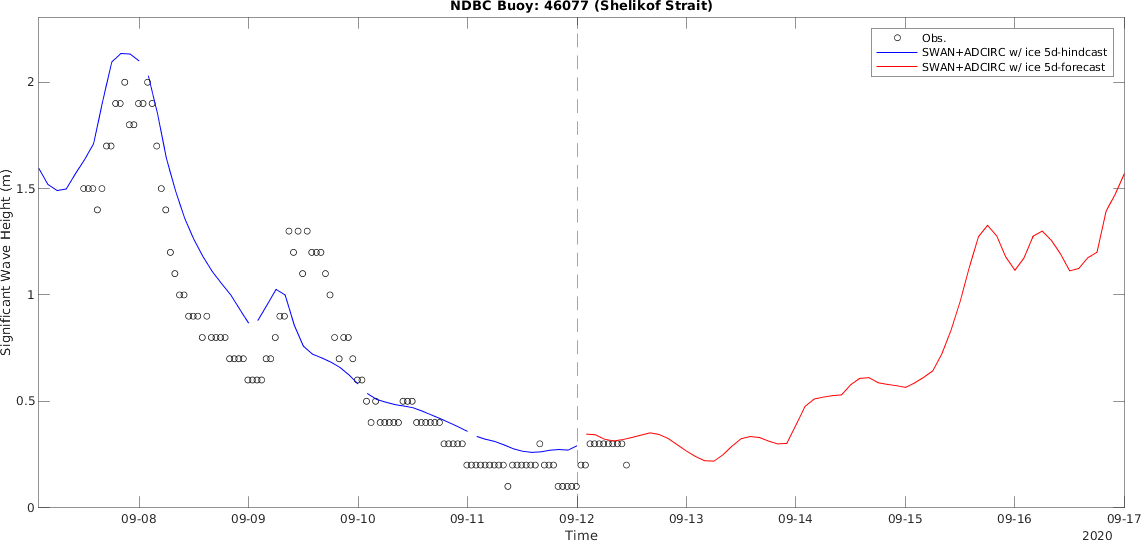 NDBC Buoy: 46077 (Shelikof Strait)
Obs.
SWAN+ADCIRC w/ ice 5d-hindcast
SWAN+ADCIRC w/ ice 5d-forecast
Significant Wave Height (m)
2
1.5
1
0.5
0
09-08 09-09 09-10 09-11 09-12 09-13 09-14 09-15 09-16 09-17
Time
2020